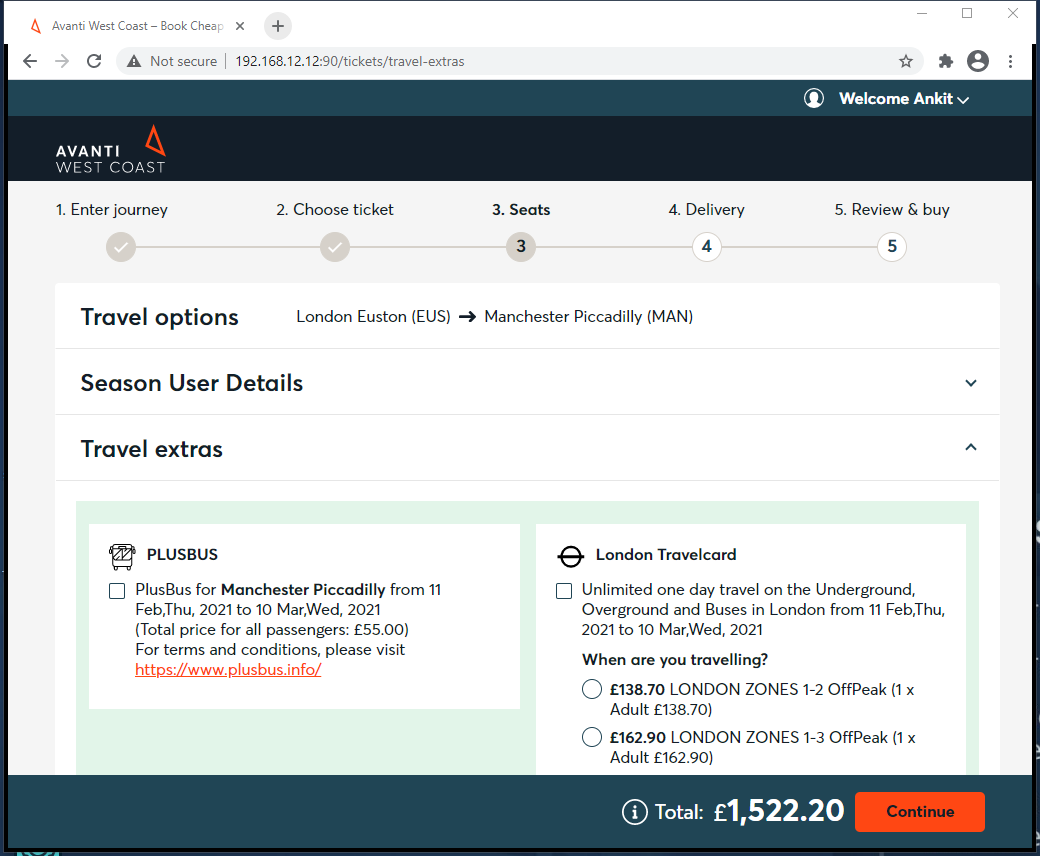 Avanti West Coast – Book Cheap
Not secure | 192.168.12.12:90/tickets/travel-extras
Welcome Ankit
AVANTI
WEST COAST
1. Enter journey
2. Choose ticket
3. Seats
4. Delivery
5. Review & buy
3
4
5
Travel options
London Euston (EUS) → Manchester Piccadilly (MAN)
Season User Details
Travel extras
PLUSBUS
PlusBus for Manchester Piccadilly from 11
Feb,Thu, 2021 to 10 Mar,Wed, 2021
(Total price for all passengers: £55.00)
For terms and conditions, please visit
https://www.plusbus.info/
London Travelcard
Unlimited one day travel on the Underground,
Overground and Buses in London from 11 Feb,Thu,
2021 to 10 Mar,Wed, 2021
When are you travelling?
£138.70 LONDON ZONES 1-2 OffPeak (1 x
Adult £138.70)
£162.90 LONDON ZONES 1-3 OffPeak (1 x
Adult £162.90)
Total: £1,522.20
Continue